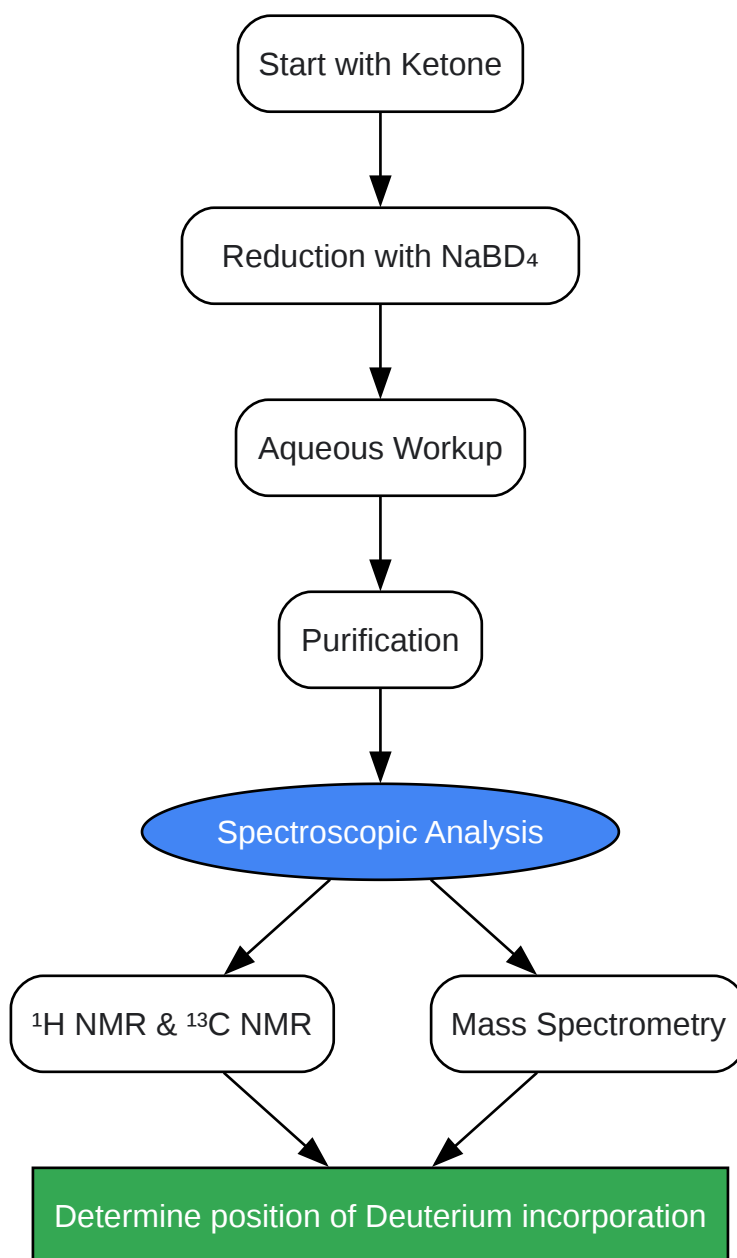 Start with Ketone
Reduction with NaBD₄
Aqueous Workup
Purification
Spectroscopic Analysis
¹H NMR & ¹³C NMR
Mass Spectrometry
Determine position of Deuterium incorporation